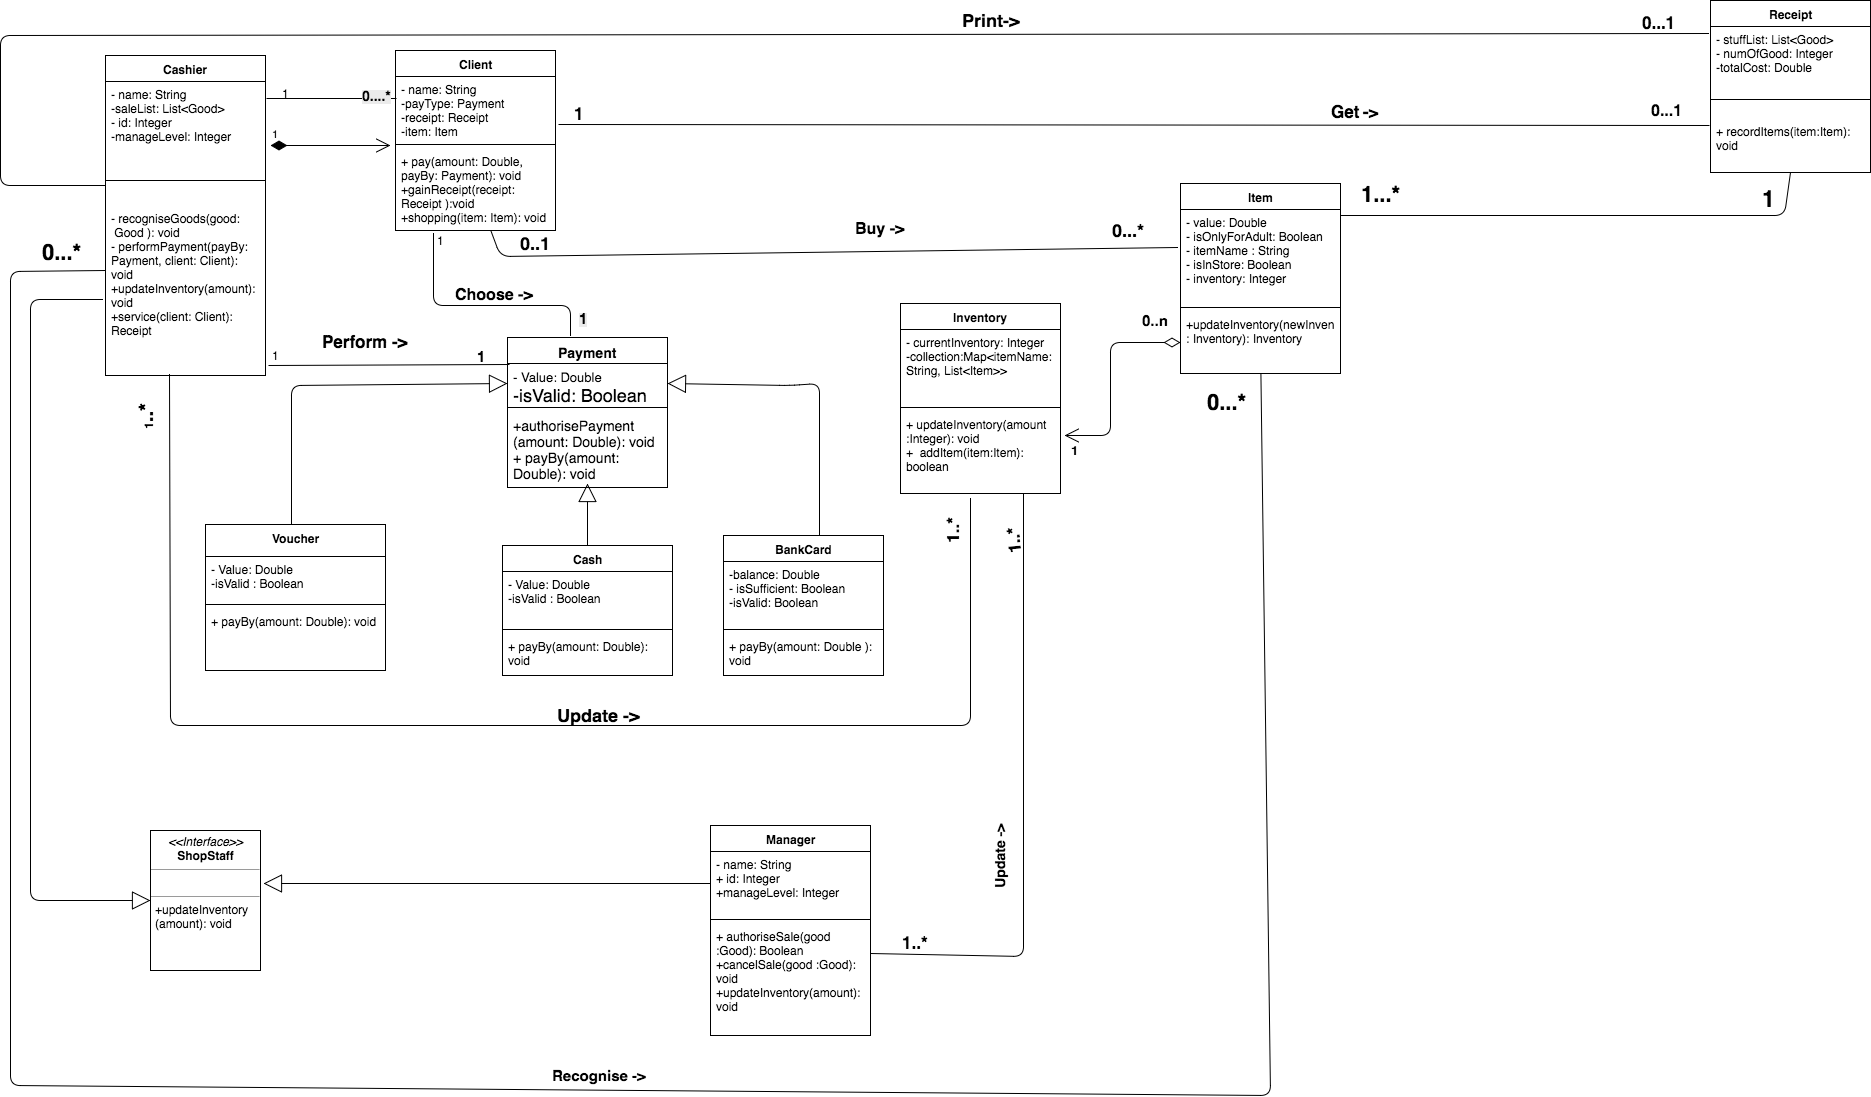 Print->
0...1
Receipt
- stuffList: List<Good>
- numOfGood: Integer
-totalCost: Double
+ recordItems(item:Item):
void
Cashier
- name: String
-saleList: List<Good>
- id: Integer
-manageLevel: Integer
- recogniseGoods(good:
Good ): void
- performPayment(payBy:
Payment, client: Client):
void
+updateInventory(amount):
void
+service(client: Client):
Receipt
1
0....*
1
Client
- name: String
-payType: Payment
-receipt: Receipt
-item: Item
+ pay(amount: Double,
payBy: Payment): void
+gainReceipt(receipt:
Receipt ):void
+shopping(item: Item): void
1
Get ->
0...1
1...*
1
Item
- value: Double
- isOnlyForAdult: Boolean
- itemName : String
- isInStore: Boolean
- inventory: Integer
+updateInventory(newInven
: Inventory): Inventory
0..1
Buy ->
0...*
0...*
1
Choose ->
1
Perform ->
1
1
Payment
- Value: Double
-isValid: Boolean
+authorisePayment
(amount: Double): void
+ payBy(amount:
Double): void
Inventory
- currentInventory: Integer
-collection:Map<itemName:
String, List<Item>>
+ updateInventory(amount
:Integer): void
+ addItem(item:Item):
boolean
0..n
1
0...*
1..*
1..*
1..*
Voucher
- Value: Double
-isValid : Boolean
+ payBy(amount: Double): void
Cash
- Value: Double
-isValid : Boolean
+ payBy(amount: Double):
void
BankCard
-balance: Double
- isSufficient: Boolean
-isValid: Boolean
+ payBy(amount: Double ):
void
Update ->
<<Interface>>
ShopStaff
+updateInventory
(amount): void
Manager
- name: String
+ id: Integer
+manageLevel: Integer
+ authoriseSale(good
:Good): Boolean
+cancelSale(good :Good):
void
+updateInventory(amount):
void
Update ->
1..*
Recognise ->